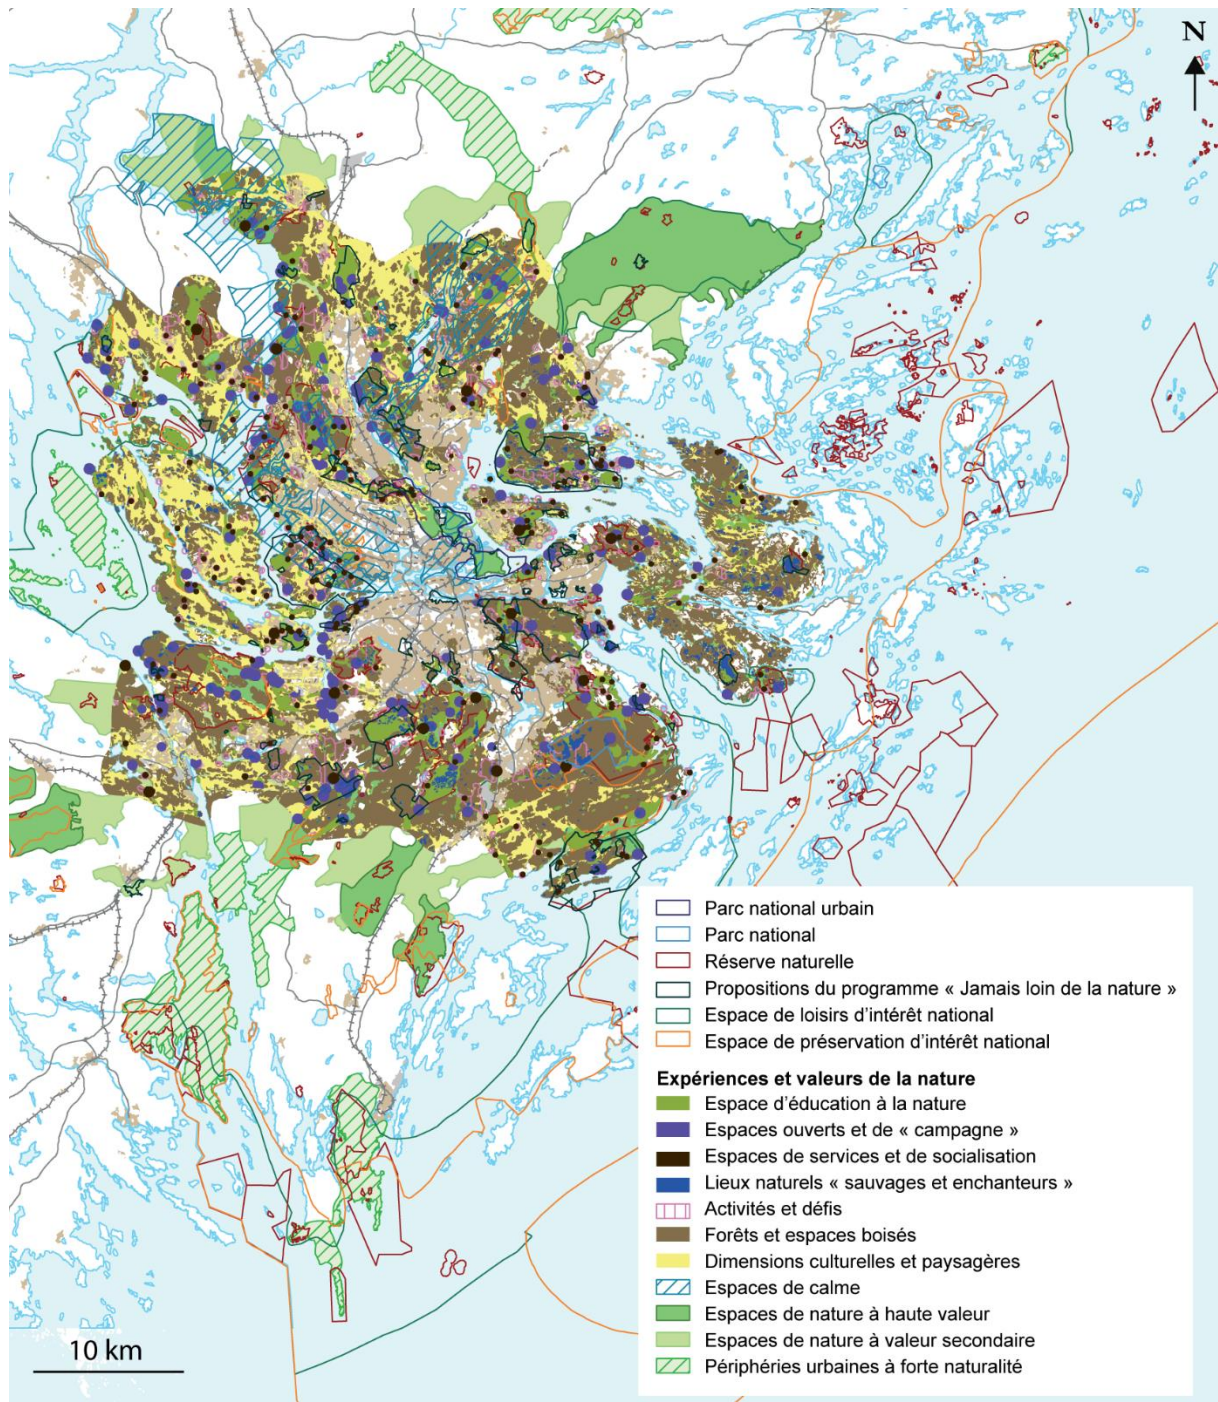 N
Parc national urbain
Parc national
Réserve naturelle
Propositions du programme « Jamais loin de la nature »
Espace de loisirs d’intérêt national
Espace de préservation d’intérêt national
Expériences et valeurs de la nature
Espace d’éducation à la nature
Espaces ouverts et de « campagne »
Espaces de services et de socialisation
Lieux naturels « sauvages et enchanteurs »
Activités et défis
Forêts et espaces boisés
Dimensions culturelles et paysagères
Espaces de calme
Espaces de nature à haute valeur
Espaces de nature à valeur secondaire
Périphéries urbaines à forte naturalité
10 km